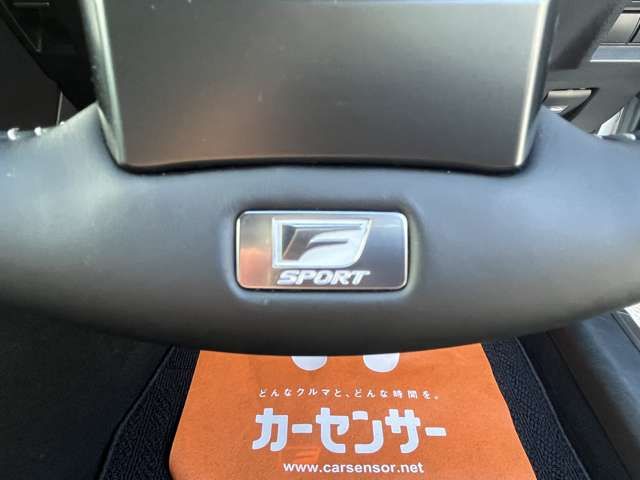 F
SPORT
どんなクルマと、どんな時間を。
カーセンサー
www.carsensor.net